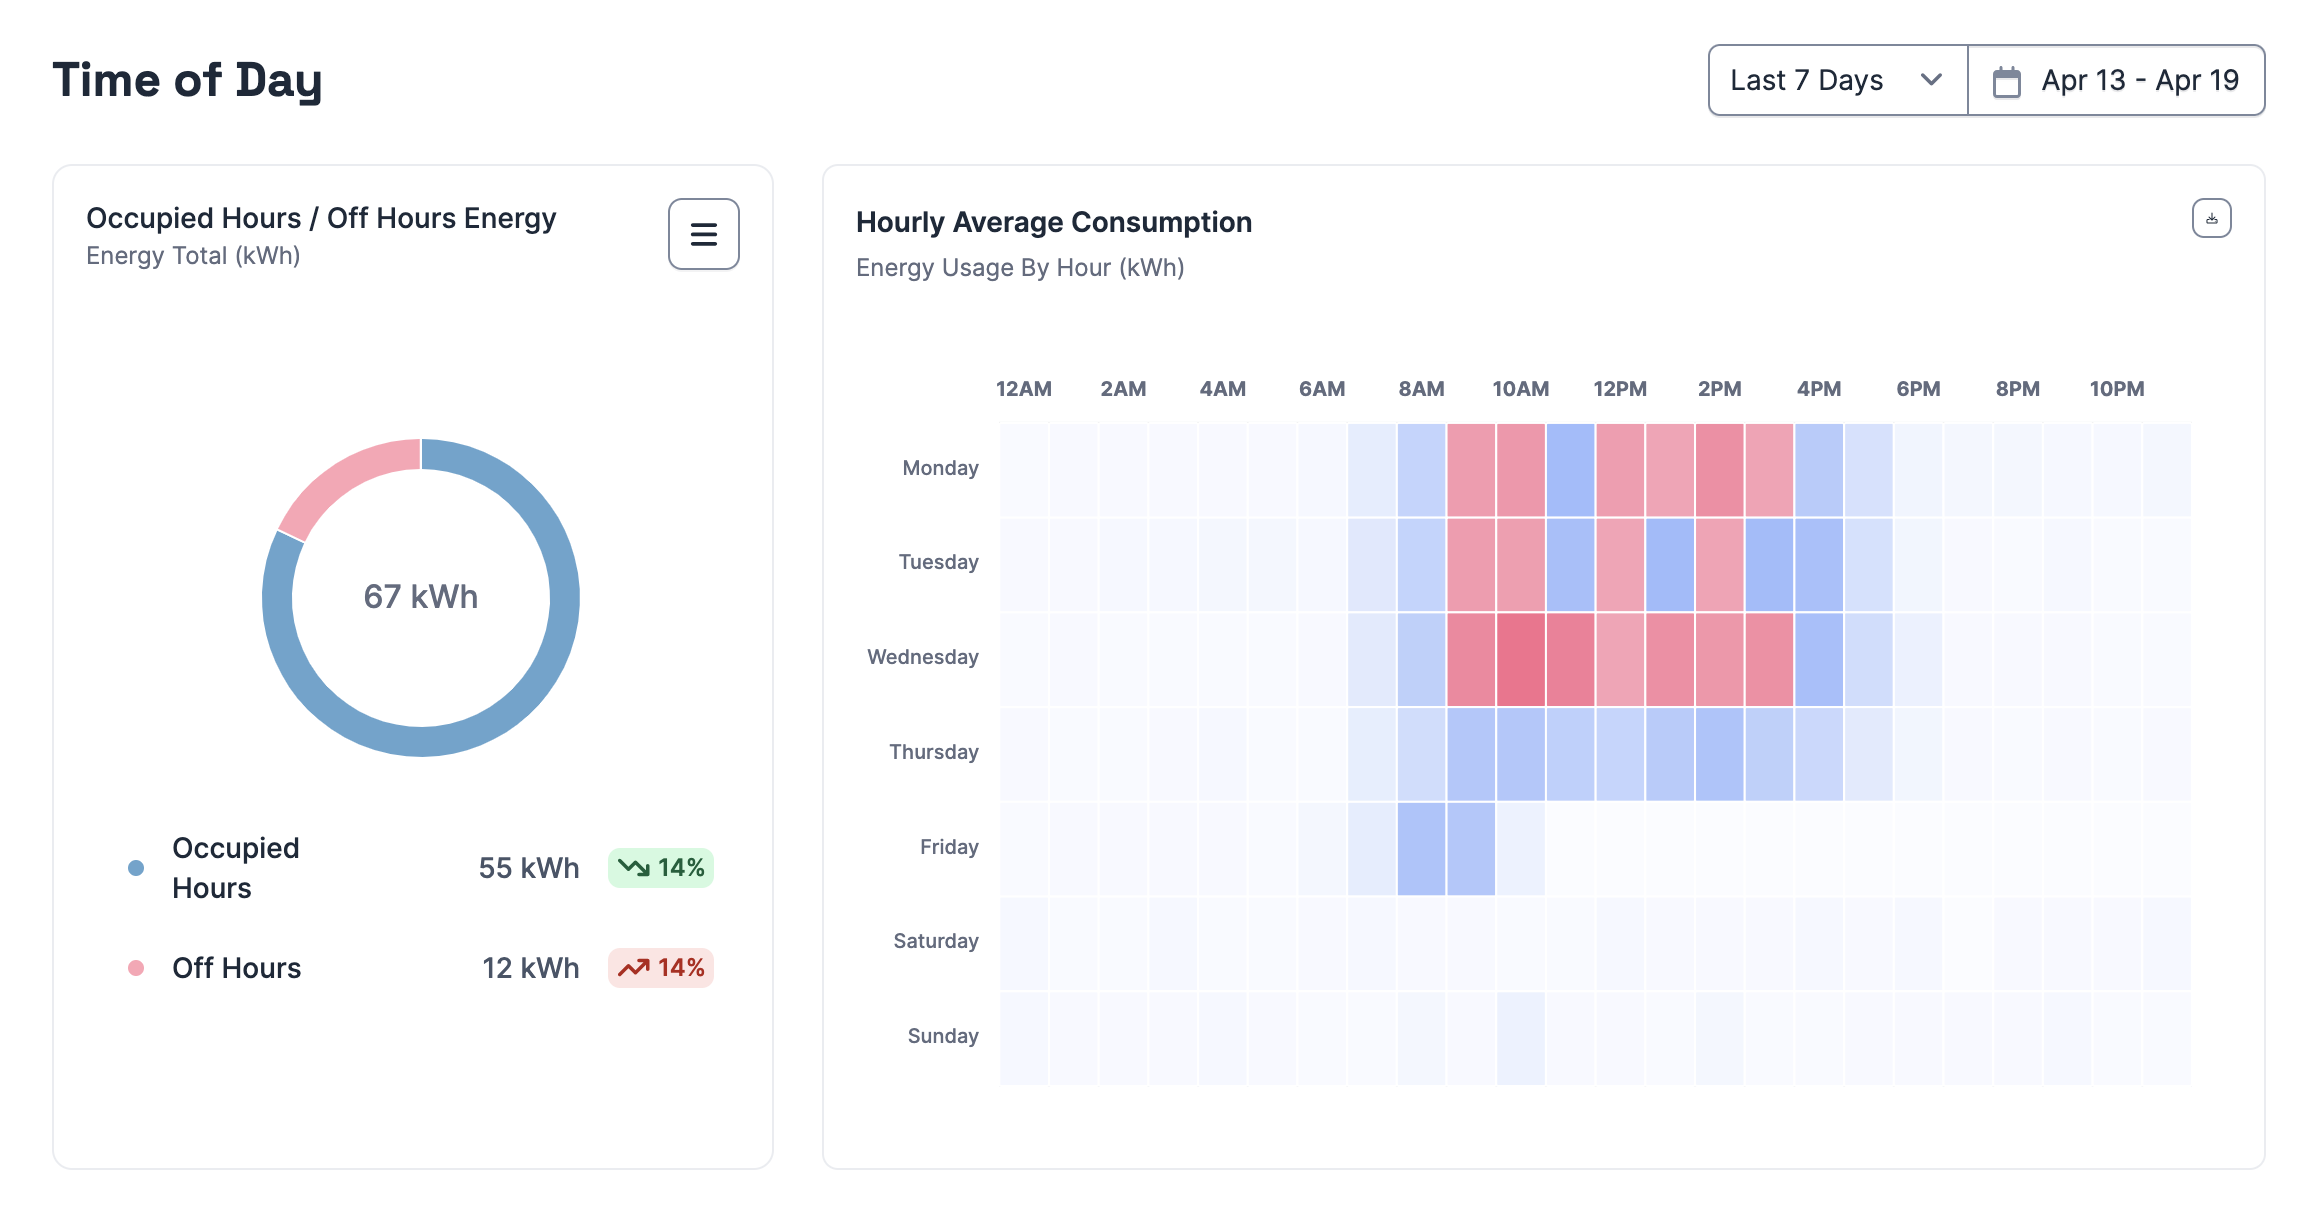 Time of Day
Last 7 Days
Apr 13 - Apr 19
Occupied Hours / Off Hours Energy
Energy Total (kWh)
67 kWh
Occupied
Hours
55 kWh
14%
Off Hours
12 kWh
14%
Hourly Average Consumption
Energy Usage By Hour (kWh)
12AM 2AM 4AM 6AM 8AM 10AM 12PM 2PM 4PM 6PM 8PM 10PM
Monday
Tuesday
Wednesday
Thursday
Friday
Saturday
Sunday